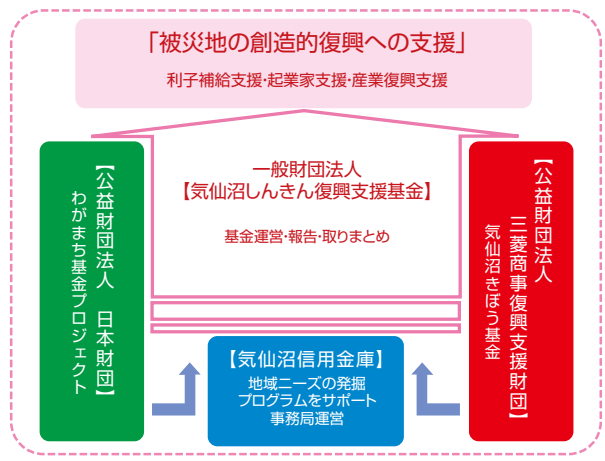 「被災地の創造的復興への支援」
利子補給支援・起業家支援・産業復興支援
【公益財団法人　日本財団】
わがまち基金プロジェクト
一般財団法人
【気仙沼しんきん復興支援基金】
基金運営・報告・取りまとめ
【公益財団法人
三菱商事復興支援財団】
気仙沼きぼう基金
【気仙沼信用金庫】
地域ニーズの発掘
プログラムをサポート
事務局運営